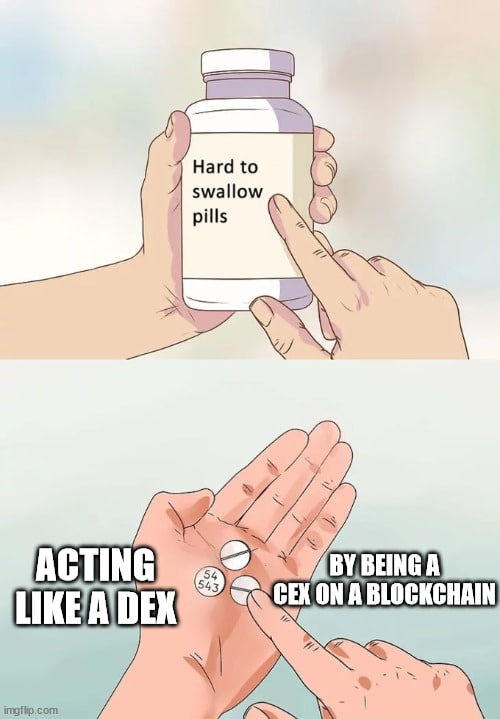 Hard to
swallow
pills
ACTING
LIKE A DEX
BY BEING A
CEX ON A BLOCKCHAIN
54
543
imgflip.com